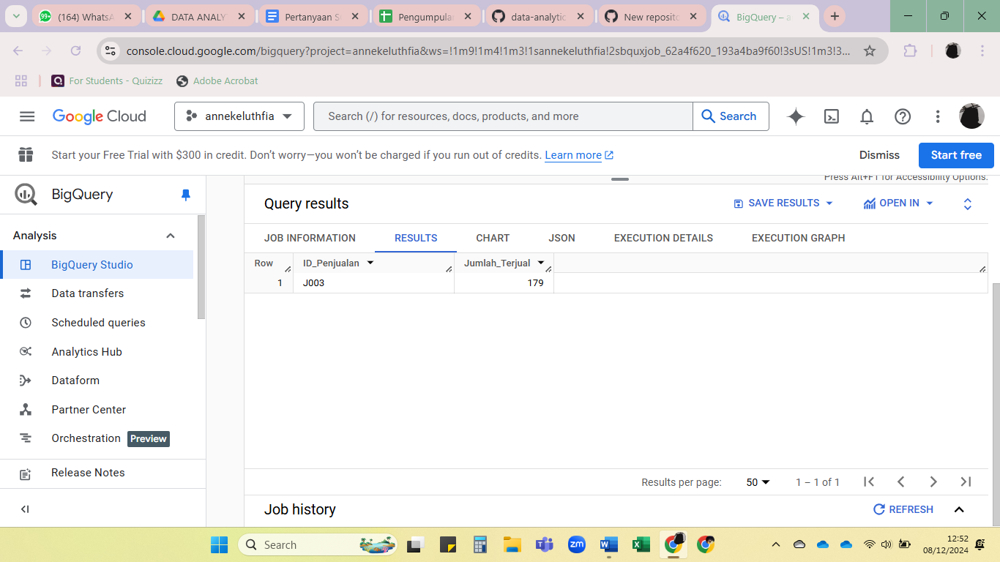 99+ (164) WhatsA
DATA ANALY
Pertanyaan S
Pengumpula
data-analytic
New reposito
BigQuery – a
console.cloud.google.com/bigquery?project=annekeluthfia&ws=!1m9!1m4!1m3!1sannekeluthfia!2sbquxjob_62a4f620_193a4ba9f60!3sUS!1m3!3...
For Students - Quizizz
Adobe Acrobat
Google Cloud
annekeluthfia
Search (/) for resources, docs, products, and more
Search
Start your Free Trial with $300 in credit. Don't worry—you won't be charged if you run out of credits. Learn more
Dismiss
Start free
Press Alt+F1 for Accessibility Options.
BigQuery
Analysis
BigQuery Studio
Data transfers
Scheduled queries
Analytics Hub
Dataform
Partner Center
Orchestration Preview
Release Notes
Query results
SAVE RESULTS
OPEN IN
JOB INFORMATION
RESULTS
CHART
JSON
EXECUTION DETAILS
EXECUTION GRAPH
Row ID_Penjualan Jumlah_Terjual
1 J003 179
Results per page: 50 1 – 1 of 1
Job history
REFRESH
Search
zm
12:52
08/12/2024